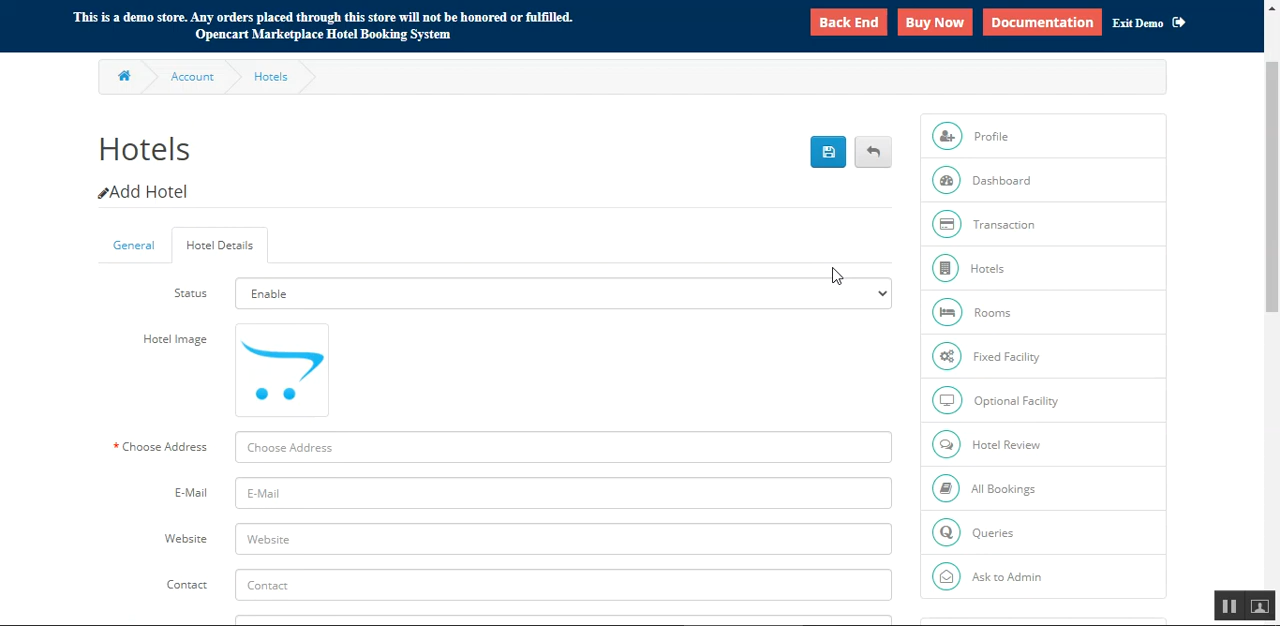 This is a demo store. Any orders placed through this store will not be honored or fulfilled.
Opencart Marketplace Hotel Booking System
Back End
Buy Now
Documentation
Exit Demo
Account
Hotels
Hotels
Add Hotel
General
Hotel Details
Status
Enable
Hotel Image
* Choose Address
Choose Address
E-Mail
E-Mail
Website
Website
Contact
Contact
Profile
Dashboard
Transaction
Hotels
Rooms
Fixed Facility
Optional Facility
Hotel Review
All Bookings
Queries
Ask to Admin